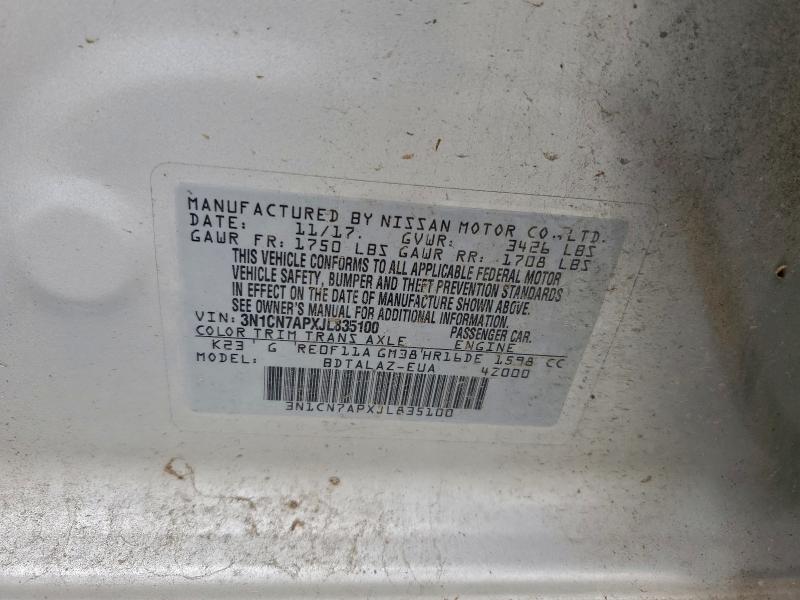 MANUFACTURED BY NISSAN MOTOR CO., LTD.
DATE: 11/17. GVWR: 3426 LBS
GAWR FR: 1750 LBS GAWR RR: 1708 LBS
THIS VEHICLE CONFORMS TO ALL APPLICABLE FEDERAL MOTOR
VEHICLE SAFETY, BUMPER AND THEFT PREVENTION STANDARDS
IN EFFECT ON THE DATE OF MANUFACTURE SHOWN ABOVE.
SEE OWNER'S MANUAL FOR ADDITIONAL INFORMATION.
VIN: 3N1CN7APXJL835100 PASSENGER CAR.
COLOR TRIM TRANS AXLE ENGINE
K23 G RE0F11A GM38 HR16DE 1598 CC
MODEL: BDTALAZ-EUA 42000
3N1CN7APXJL835100